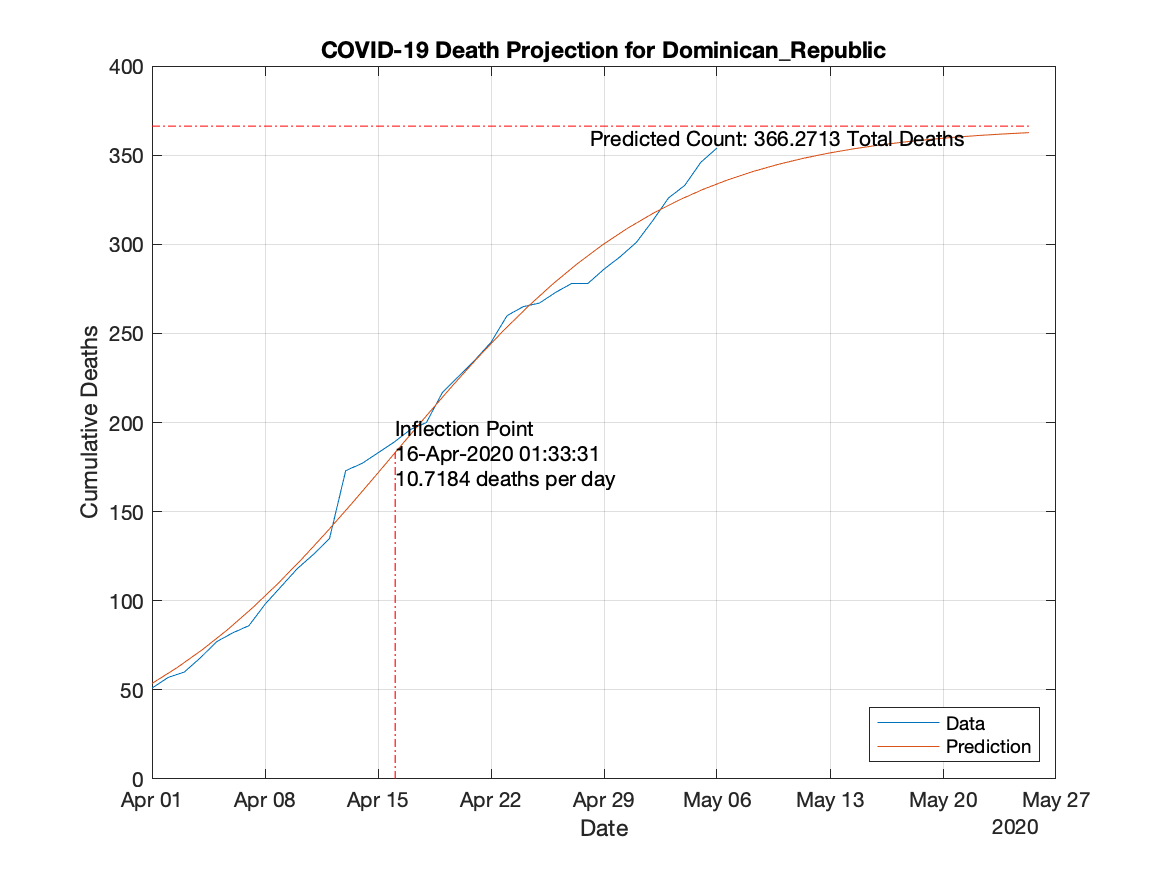 COVID-19 Death Projection for Dominican_Republic
400
350
300
250
200
150
100
50
0
Cumulative Deaths
Predicted Count: 366.2713 Total Deaths
Inflection Point
16-Apr-2020 01:33:31
10.7184 deaths per day
Data
Prediction
Apr 01 Apr 08 Apr 15 Apr 22 Apr 29 May 06 May 13 May 20 May 27
Date
2020